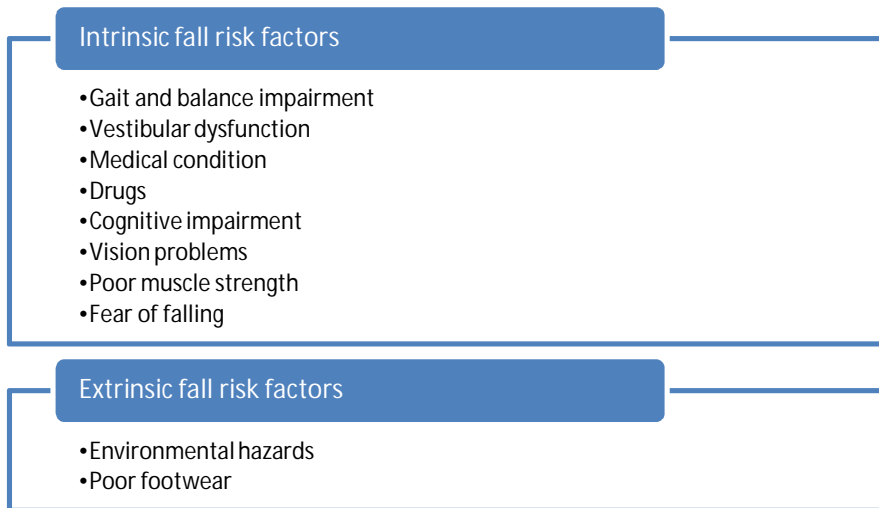 Intrinsic fall risk factors
•Gait and balance impairment
•Vestibular dysfunction
•Medical condition
•Drugs
•Cognitive impairment
•Vision problems
•Poor muscle strength
•Fear of falling
Extrinsic fall risk factors
•Environmental hazards
•Poor footwear